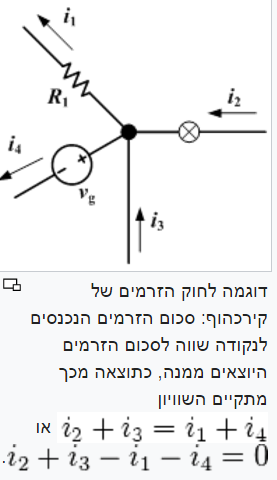 i₁
R₁
i₂
i₄
+
−
v_g
i₃
דוגמה לחוק הזרמים של
קירכהוף: סכום הזרמים הנכנסים
לנקודה שווה לסכום הזרמים
היוצאים ממנה, כתוצאה מכך
מתקיים השוויון
i₂ + i₃ = i₁ + i₄ או
i₂ + i₃ − i₁ − i₄ = 0.